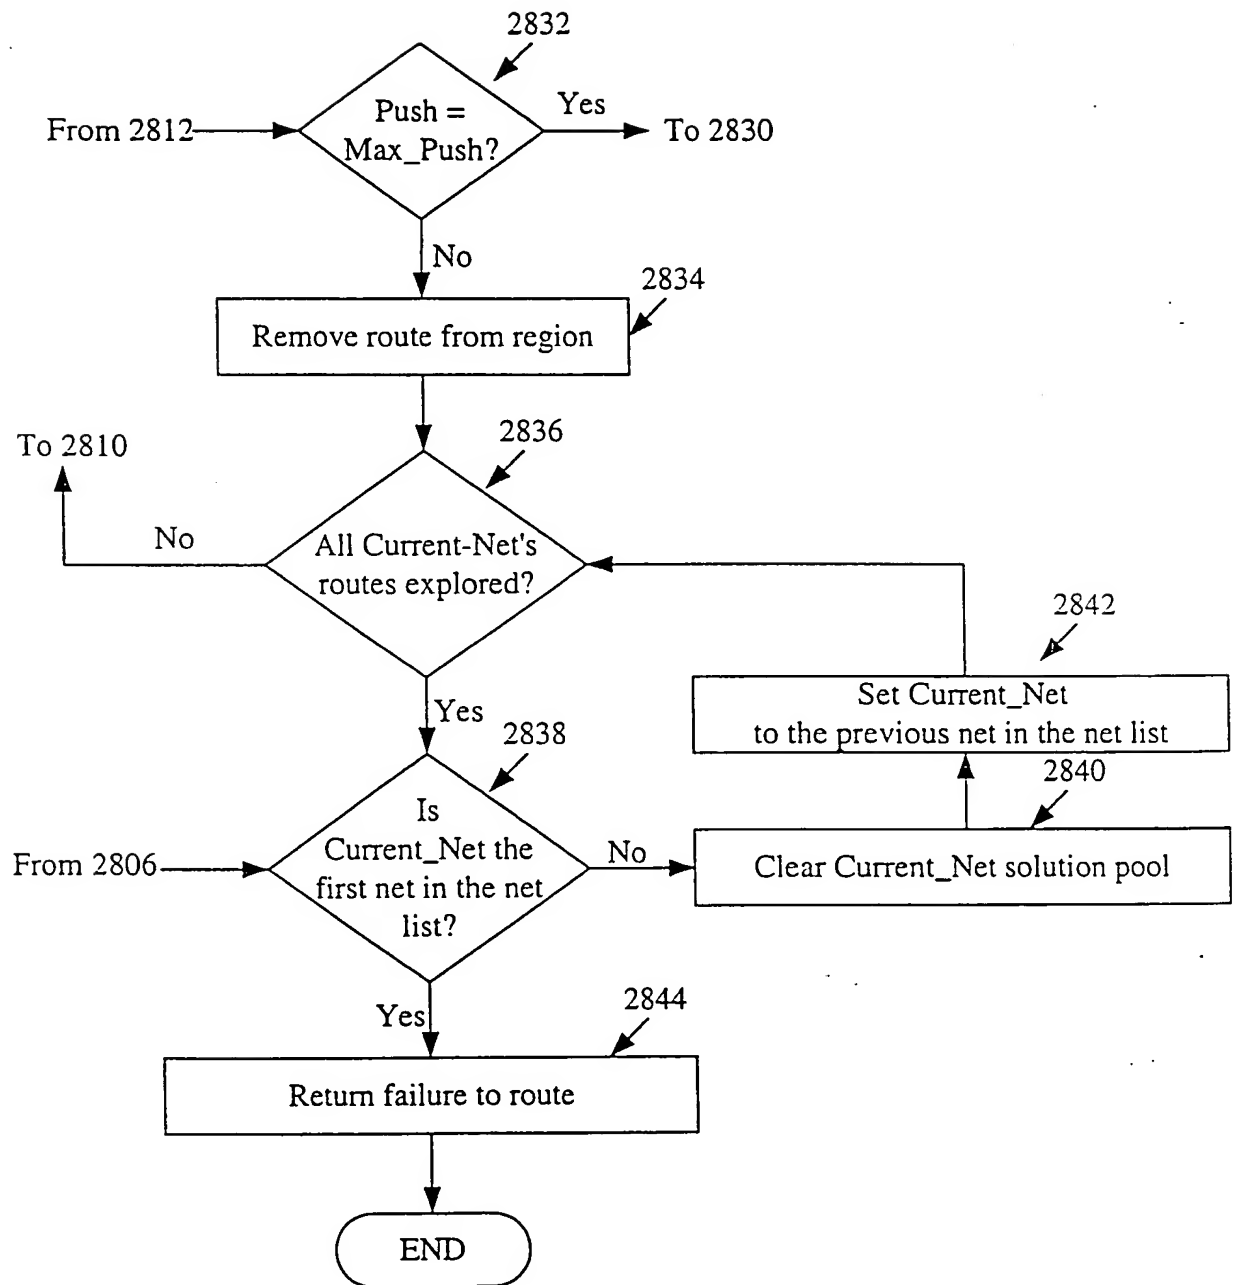 2832
Push =
Max_Push?
Yes
From 2812
To 2830
No
2834
Remove route from region
To 2810
2836
No
All Current-Net's
routes explored?
2842
Set Current_Net
to the previous net in the net list
Yes
2838
2840
Is
Current_Net the
first net in the net
list?
From 2806
No
Clear Current_Net solution pool
Yes
2844
Return failure to route
END